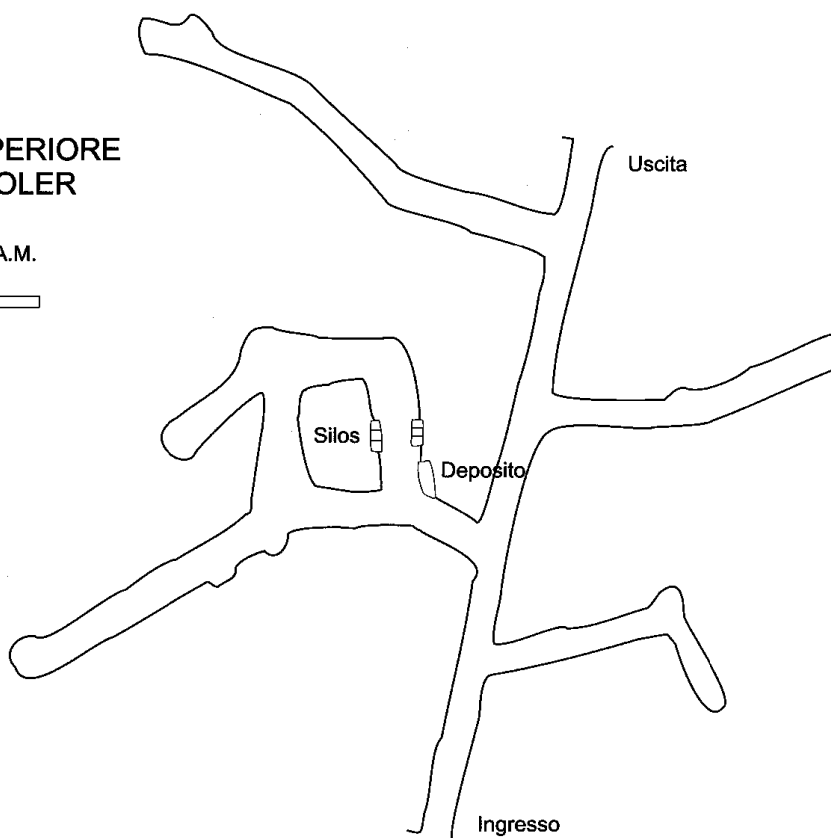 PERIORE
OLER
A.M.
Uscita
Silos
Deposito
Ingresso